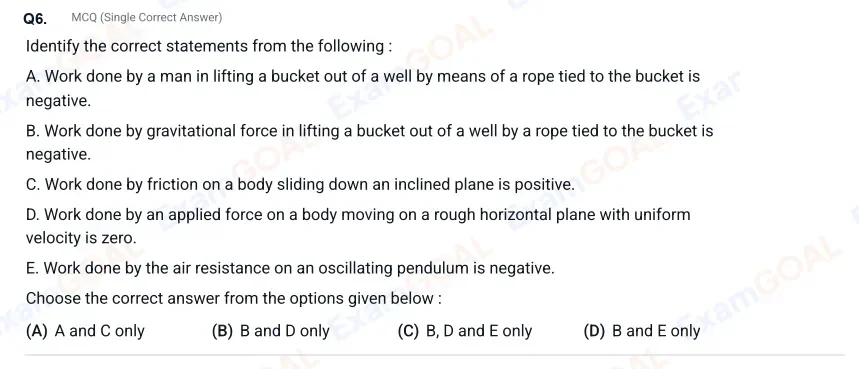 Q6. MCQ (Single Correct Answer)
Identify the correct statements from the following :
A. Work done by a man in lifting a bucket out of a well by means of a rope tied to the bucket is
negative.
B. Work done by gravitational force in lifting a bucket out of a well by a rope tied to the bucket is
negative.
C. Work done by friction on a body sliding down an inclined plane is positive.
D. Work done by an applied force on a body moving on a rough horizontal plane with uniform
velocity is zero.
E. Work done by the air resistance on an oscillating pendulum is negative.
Choose the correct answer from the options given below :
(A) A and C only (B) B and D only (C) B, D and E only (D) B and E only
ExamGOAL